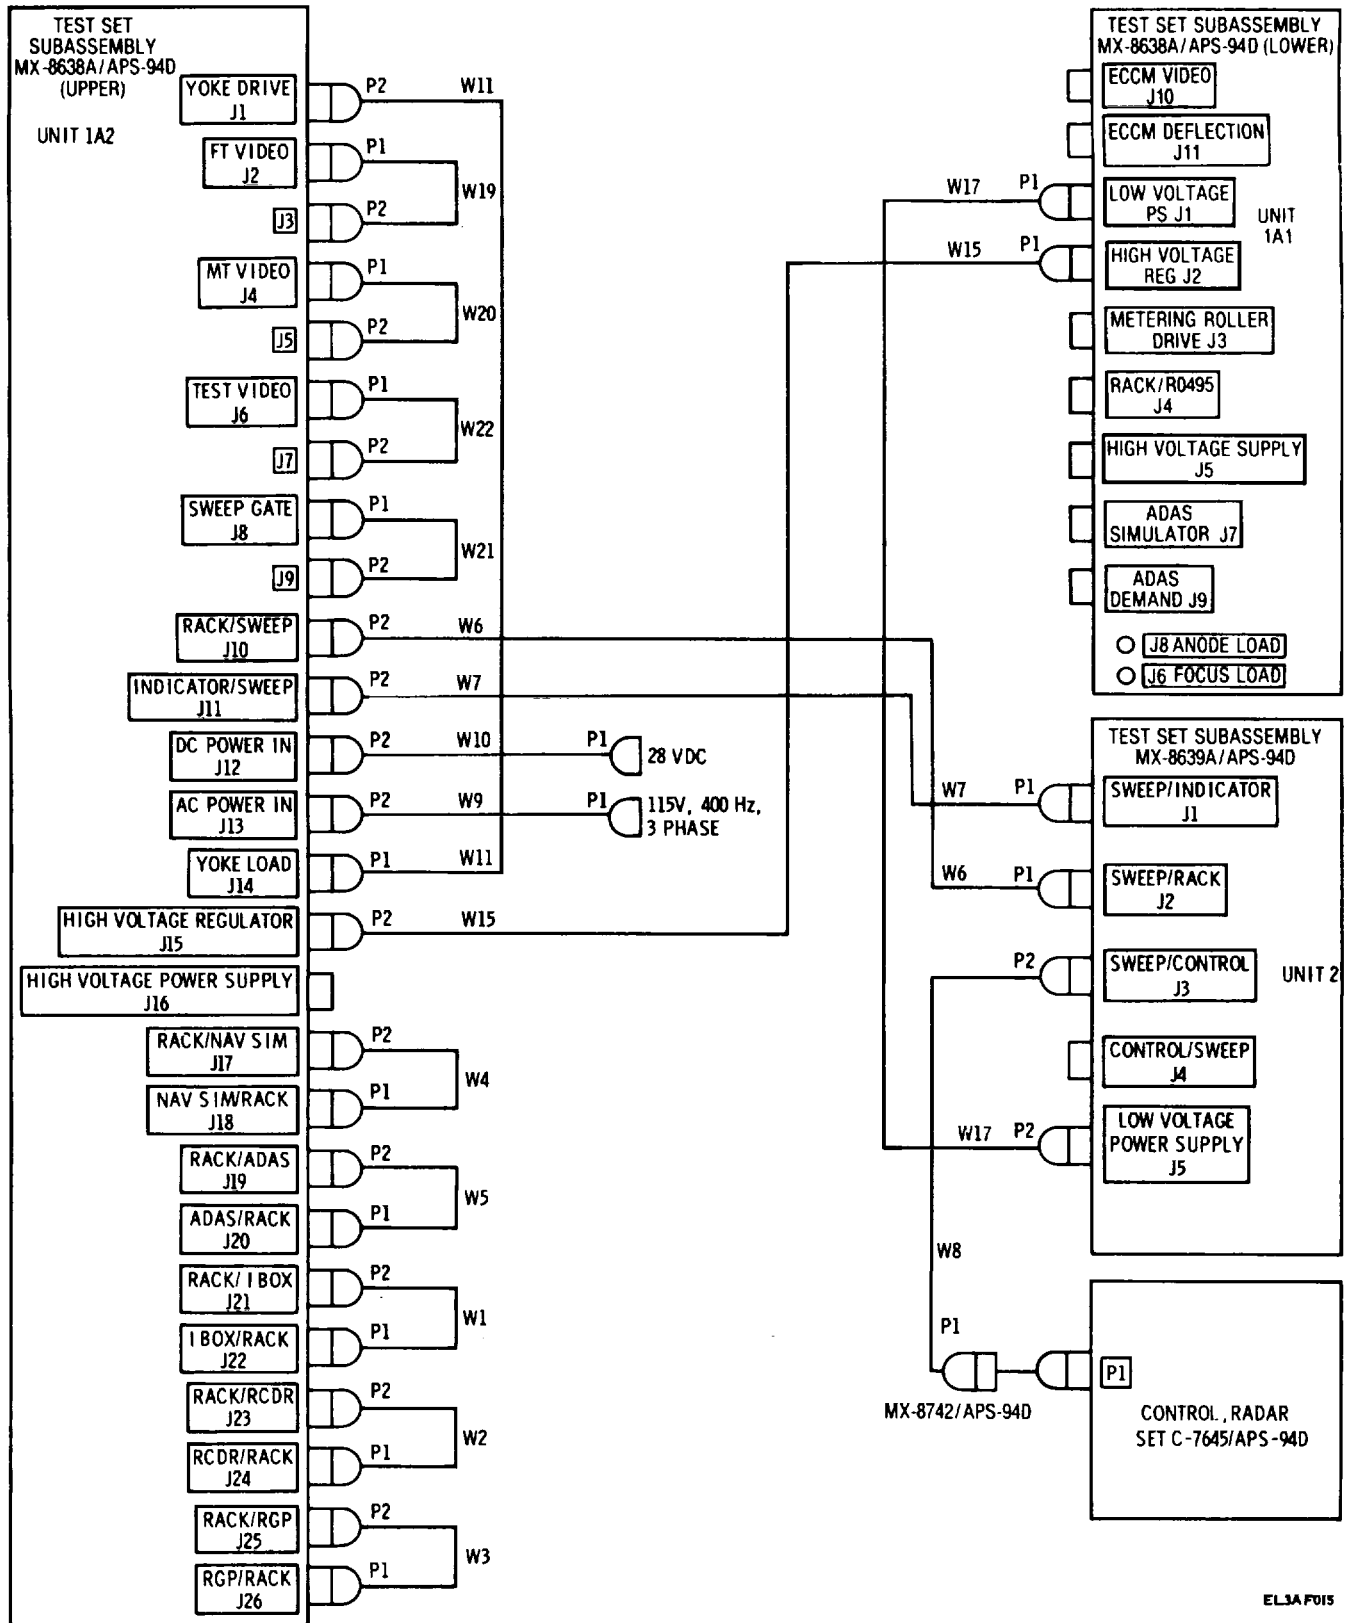 TEST SET
SUBASSEMBLY
MX-8638A/APS-94D
(UPPER)
UNIT 1A2
YOKE DRIVE
J1
P2
W11
FT VIDEO
J2
P1
W19
J3
P2
MT VIDEO
J4
P1
W20
J5
P2
TEST VIDEO
J6
P1
W22
J7
P2
SWEEP GATE
J8
P1
W21
J9
P2
RACK/SWEEP
J10
P2
W6
INDICATOR/SWEEP
J11
P2
W7
DC POWER IN
J12
P2
W10
P1
28 VDC
AC POWER IN
J13
P2
W9
P1
115V, 400 Hz,
3 PHASE
YOKE LOAD
J14
P1
W11
HIGH VOLTAGE REGULATOR
J15
P2
W15
HIGH VOLTAGE POWER SUPPLY
J16
RACK/NAV SIM
J17
P2
W4
NAV SIM/RACK
J18
P1
RACK/ADAS
J19
P2
W5
ADAS/RACK
J20
P1
RACK/ I BOX
J21
P2
W1
I BOX/RACK
J22
P1
RACK/RCDR
J23
P2
W2
RCDR/RACK
J24
P1
RACK/RGP
J25
P2
W3
RGP/RACK
J26
P1
TEST SET SUBASSEMBLY
MX-8638A/APS-94D (LOWER)
ECCM VIDEO
J10
ECCM DEFLECTION
J11
W17
P1
LOW VOLTAGE
PS J1
UNIT
1A1
W15
P1
HIGH VOLTAGE
REG J2
METERING ROLLER
DRIVE J3
RACK/R0495
J4
HIGH VOLTAGE SUPPLY
J5
ADAS
SIMULATOR J7
ADAS
DEMAND J9
J8 ANODE LOAD
J6 FOCUS LOAD
TEST SET SUBASSEMBLY
MX-8639A/APS-94D
W7
P1
SWEEP/INDICATOR
J1
W6
P1
SWEEP/RACK
J2
P2
SWEEP/CONTROL
J3
UNIT 2
CONTROL/SWEEP
J4
W17
P2
LOW VOLTAGE
POWER SUPPLY
J5
W8
P1
MX-8742/APS-94D
P1
CONTROL, RADAR
SET C-7645/APS-94D
EL3AF015